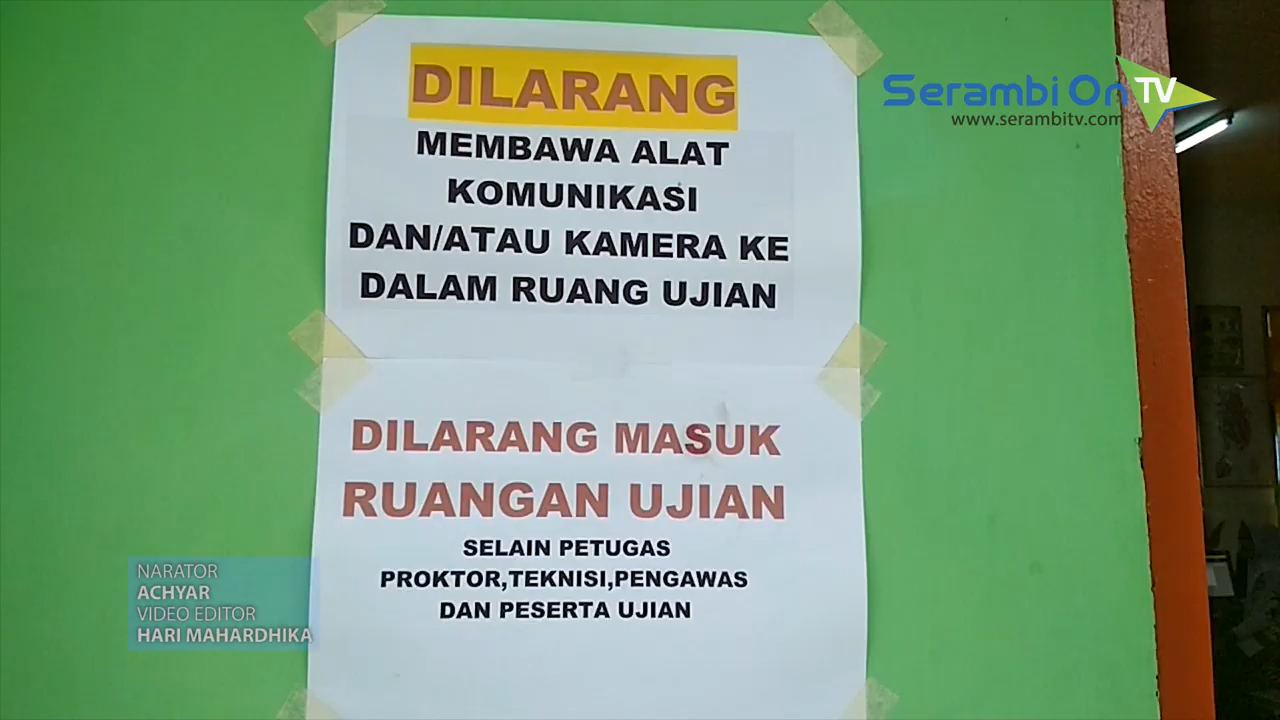 DILARANG
MEMBAWA ALAT
KOMUNIKASI
DAN/ATAU KAMERA KE
DALAM RUANG UJIAN
DILARANG MASUK
RUANGAN UJIAN
SELAIN PETUGAS
PROKTOR,TEKNISI,PENGAWAS
DAN PESERTA UJIAN
Serambi On TV
www.serambitv.com
NARATOR
ACHYAR
VIDEO EDITOR
HARI MAHARDHIKA